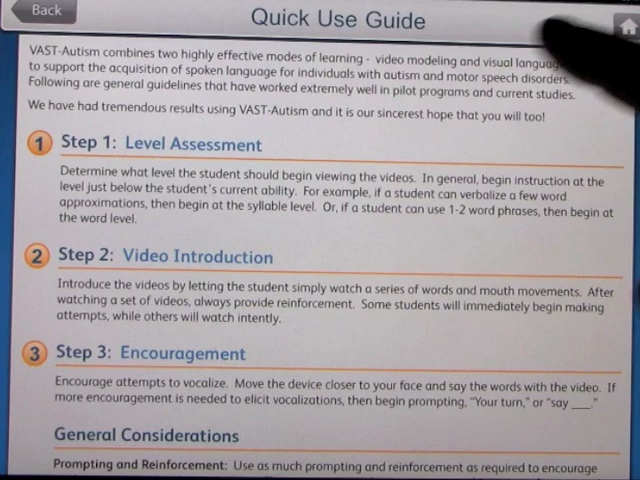 Back
Quick Use Guide
VAST-Autism combines two highly effective modes of learning - video modeling and visual
to support the acquisition of spoken language for individuals with autism and motor speech disorders.
Following are general guidelines that have worked extremely well in pilot programs and current studies.
We have had tremendous results using VAST-Autism and it is our sincerest hope that you will too!
1 Step 1: Level Assessment
Determine what level the student should begin viewing the videos. In general, begin instruction at the
level just below the student's current ability. For example, if a student can verbalize a few word
approximations, then begin at the syllable level. Or, if a student can use 1-2 word phrases, then begin at
the word level.
2 Step 2: Video Introduction
Introduce the videos by letting the student simply watch a series of words and mouth movements. After
watching a set of videos, always provide reinforcement. Some students will immediately begin making
attempts, while others will watch intently.
3 Step 3: Encouragement
Encourage attempts to vocalize. Move the device closer to your face and say the words with the video. If
more encouragement is needed to elicit vocalizations, then begin prompting, "Your turn," or "say ___."
General Considerations
Prompting and Reinforcement: Use as much prompting and reinforcement as required to encourage